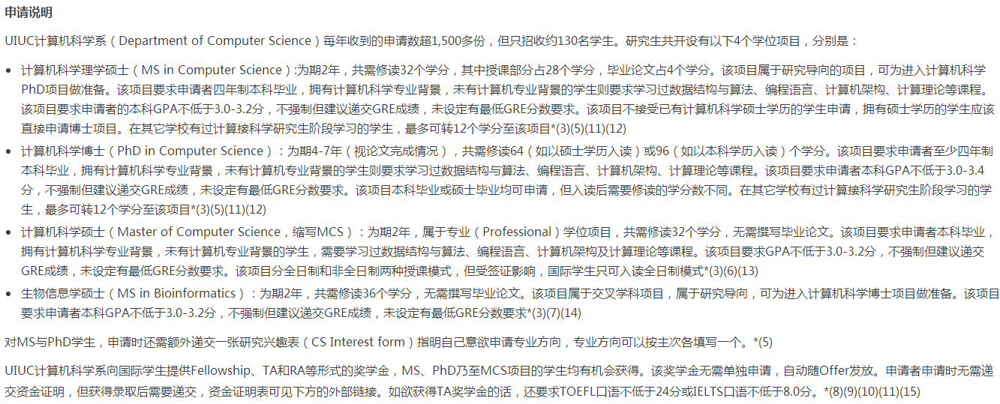 申请说明
UIUC计算机科学系（Department of Computer Science）每年收到的申请数超1,500多份，但只招收约130名学生。研究生共开设有以下4个学位项目，分别是：
计算机科学理学硕士（MS in Computer Science）:为期2年，共需修读32个学分，其中授课部分占28个学分，毕业论文占4个学分。该项目属于研究导向的项目，可为进入计算机科学
PhD项目做准备。该项目要求申请者四年制本科毕业，拥有计算机科学专业背景，未有计算机专业背景的学生则要求学习过数据结构与算法、编程语言、计算机架构、计算理论等课程。
该项目要求申请者的本科GPA不低于3.0-3.2分，不强制但建议递交GRE成绩，未设定有最低GRE分数要求。该项目不接受已有计算机科学硕士学历的学生申请，拥有硕士学历的学生应该
直接申请博士项目。在其它学校有过计算接科学研究生阶段学习的学生，最多可转12个学分至该项目*(3)(5)(11)(12)
计算机科学博士（PhD in Computer Science）：为期4-7年（视论文完成情况），共需修读64（如以硕士学历入读）或96（如以本科学历入读）个学分。该项目要求申请者至少四年制
本科毕业，拥有计算机科学专业背景，未有计算机专业背景的学生则要求学习过数据结构与算法、编程语言、计算机架构、计算理论等课程。该项目要求申请者本科GPA不低于3.0-3.4
分，不强制但建议递交GRE成绩，未设定有最低GRE分数要求。该项目本科毕业或硕士毕业均可申请，但入读后需要修读的学分数不同。在其它学校有过计算接科学研究生阶段学习的学
生，最多可转12个学分至该项目*(3)(5)(11)(12)
计算机科学硕士（Master of Computer Science，缩写MCS）：为期2年，属于专业（Professional）学位项目，共需修读32个学分，无需撰写毕业论文。该项目要求申请者本科毕业，
拥有计算机科学专业背景，未有计算机专业背景的学生，需要学习过数据结构与算法、编程语言、计算机架构及计算理论等课程。该项目要求GPA不低于3.0-3.2分，不强制但建议递交
GRE成绩，未设定有最低GRE分数要求。该项目分全日制和非全日制两种授课模式，但受签证影响，国际学生只可入读全日制模式*(3)(6)(13)
生物信息学硕士（MS in Bioinformatics）：为期2年，共需修读36个学分，无需撰写毕业论文。该项目属于交叉学科项目，属于研究导向，可为进入计算机科学博士项目做准备。该项目
要求申请者本科GPA不低于3.0-3.2分，不强制但建议递交GRE成绩，未设定有最低GRE分数要求*(3)(7)(14)
对MS与PhD学生，申请时还需额外递交一张研究兴趣表（CS Interest form）指明自己意欲申请专业方向，专业方向可以按主次各填写一个。*(5)
UIUC计算机科学系向国际学生提供Fellowship、TA和RA等形式的奖学金，MS、PhD乃至MCS项目的学生均有机会获得。该奖学金无需单独申请，自动随Offer发放。申请者申请时无需递
交资金证明，但获得录取后需要递交，资金证明表可见下方的外部链接。如欲获得TA奖学金的话，还要求TOEFL口语不低于24分或IELTS口语不低于8.0分。*(8)(9)(10)(11)(15)